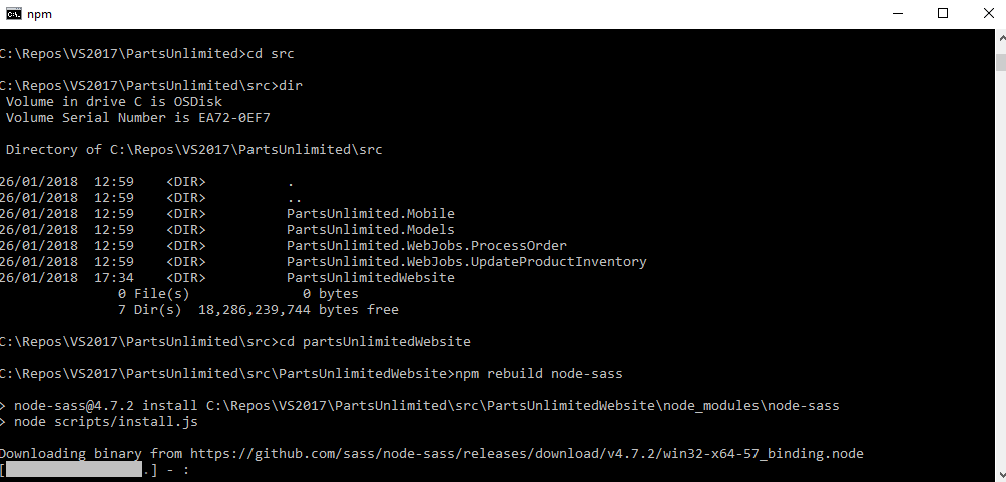 npm
C:\Repos\VS2017\PartsUnlimited>cd src
C:\Repos\VS2017\PartsUnlimited\src>dir
Volume in drive C is OSDisk
Volume Serial Number is EA72-0EF7
Directory of C:\Repos\VS2017\PartsUnlimited\src
26/01/2018  12:59    <DIR>          .
26/01/2018  12:59    <DIR>          ..
26/01/2018  12:59    <DIR>          PartsUnlimited.Mobile
26/01/2018  12:59    <DIR>          PartsUnlimited.Models
26/01/2018  12:59    <DIR>          PartsUnlimited.WebJobs.ProcessOrder
26/01/2018  12:59    <DIR>          PartsUnlimited.WebJobs.UpdateProductInventory
26/01/2018  17:34    <DIR>          PartsUnlimitedWebsite
0 File(s)              0 bytes
7 Dir(s)  18,286,239,744 bytes free
C:\Repos\VS2017\PartsUnlimited\src>cd partsUnlimitedWebsite
C:\Repos\VS2017\PartsUnlimited\src\PartsUnlimitedWebsite>npm rebuild node-sass
> node-sass@4.7.2 install C:\Repos\VS2017\PartsUnlimited\src\PartsUnlimitedWebsite\node_modules\node-sass
> node scripts/install.js
Downloading binary from https://github.com/sass/node-sass/releases/download/v4.7.2/win32-x64-57_binding.node
[                 .] - :